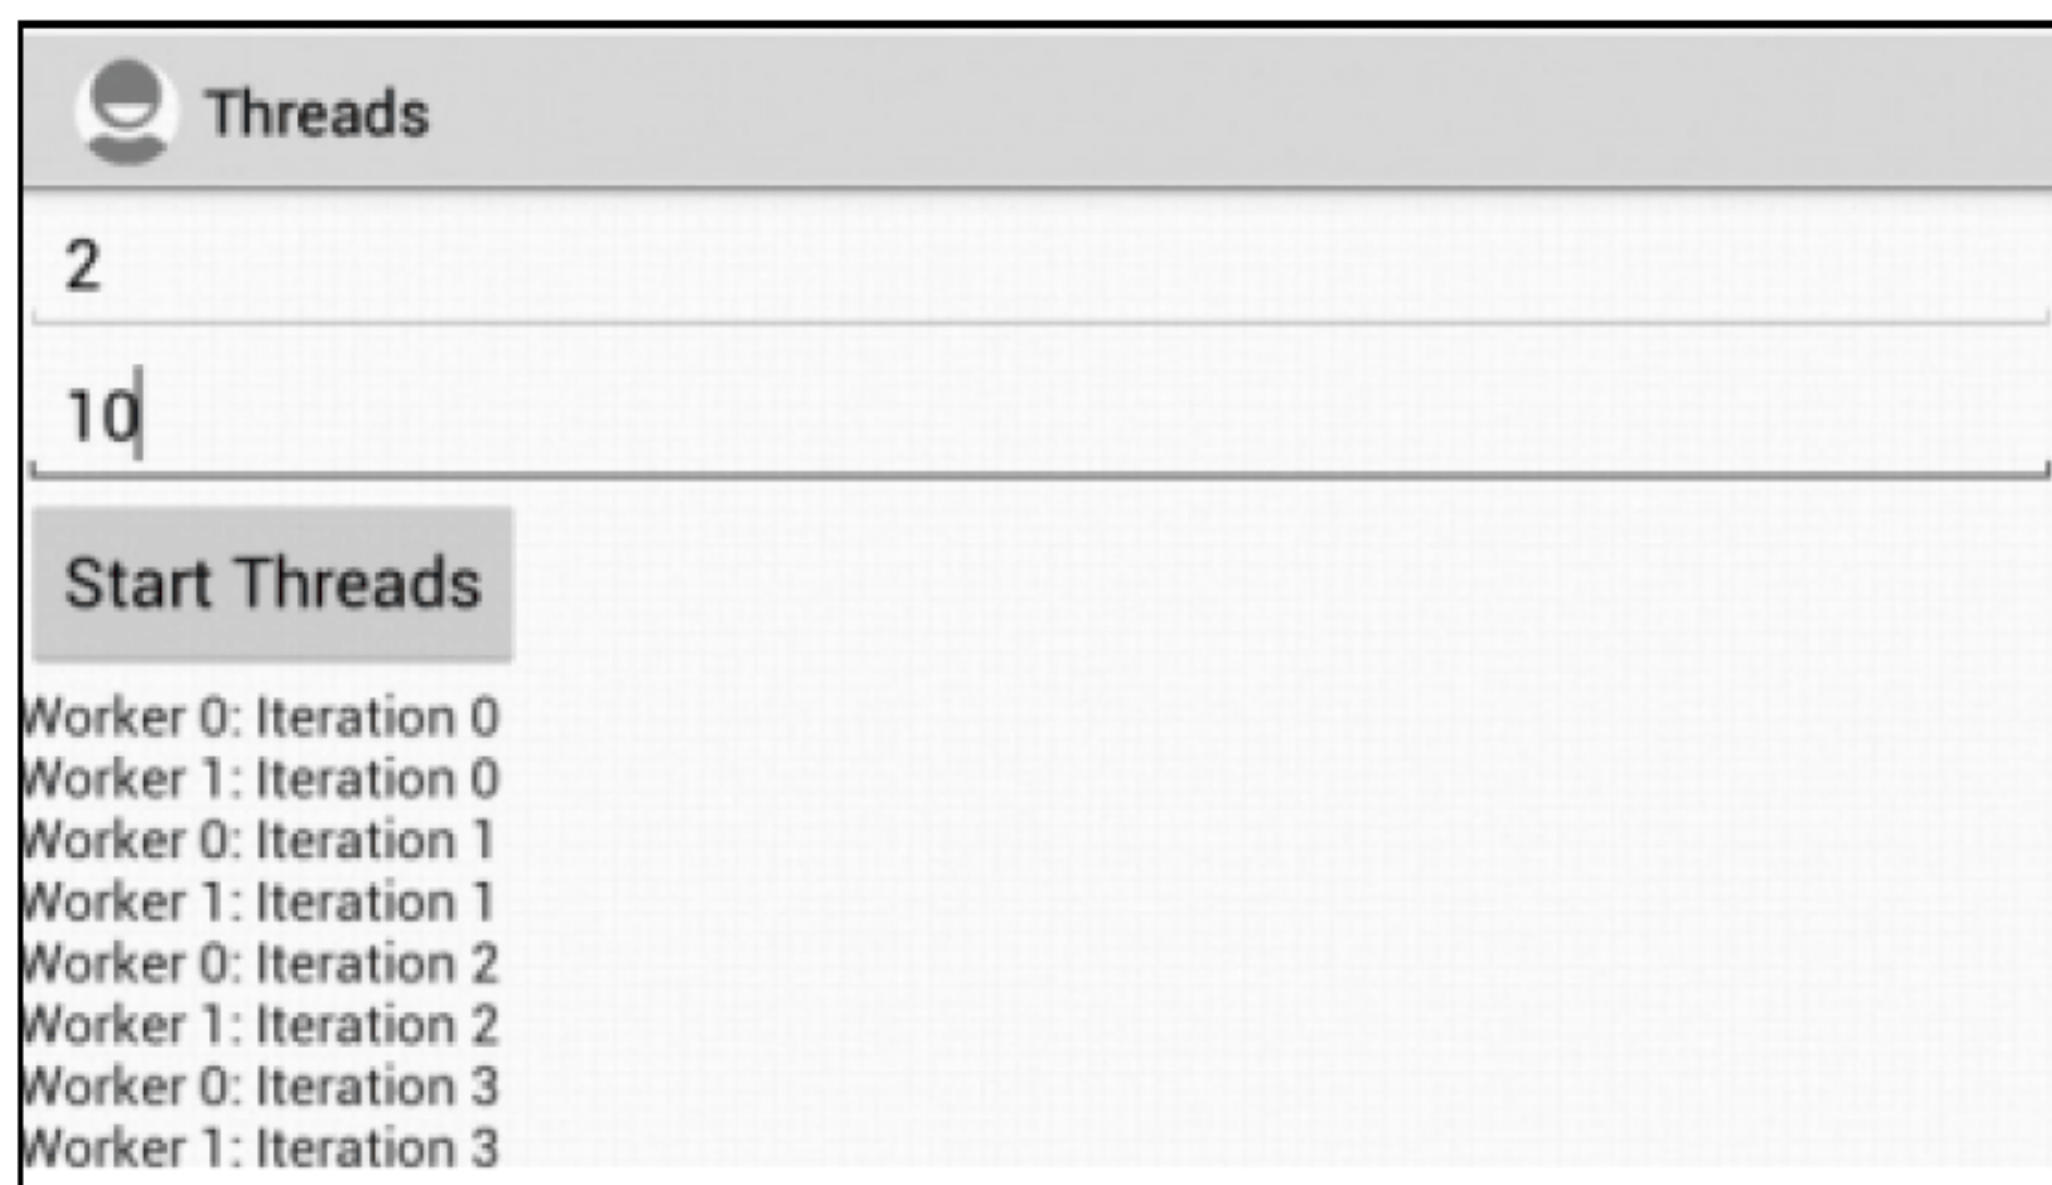 Threads
2
10
Start Threads
Worker 0: Iteration 0
Worker 1: Iteration 0
Worker 0: Iteration 1
Worker 1: Iteration 1
Worker 0: Iteration 2
Worker 1: Iteration 2
Worker 0: Iteration 3
Worker 1: Iteration 3